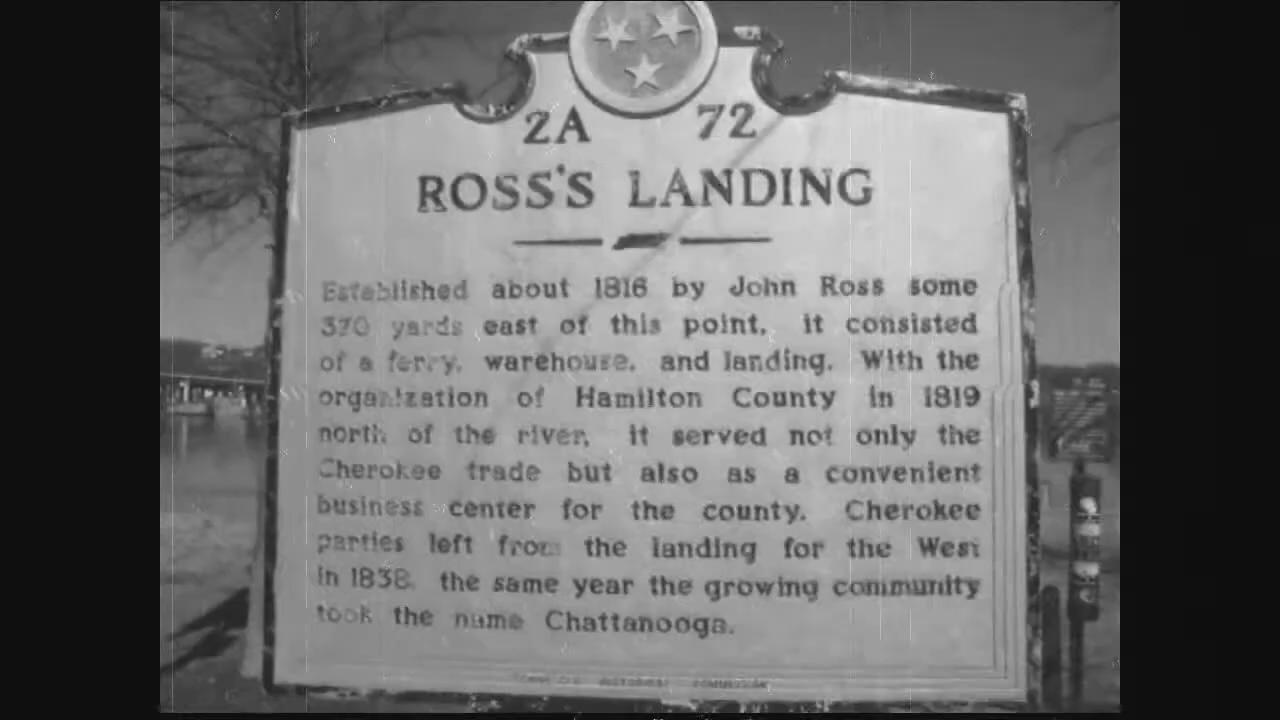 2A 72
ROSS'S LANDING
Established about 1816 by John Ross some
370 yards east of this point, it consisted
of a ferry, warehouse, and landing. With the
organization of Hamilton County in 1819
north of the river, it served not only the
Cherokee trade but also as a convenient
business center for the county. Cherokee
parties left from the landing for the West
in 1838, the same year the growing community
took the name Chattanooga.
TENNESSEE HISTORICAL COMMISSION